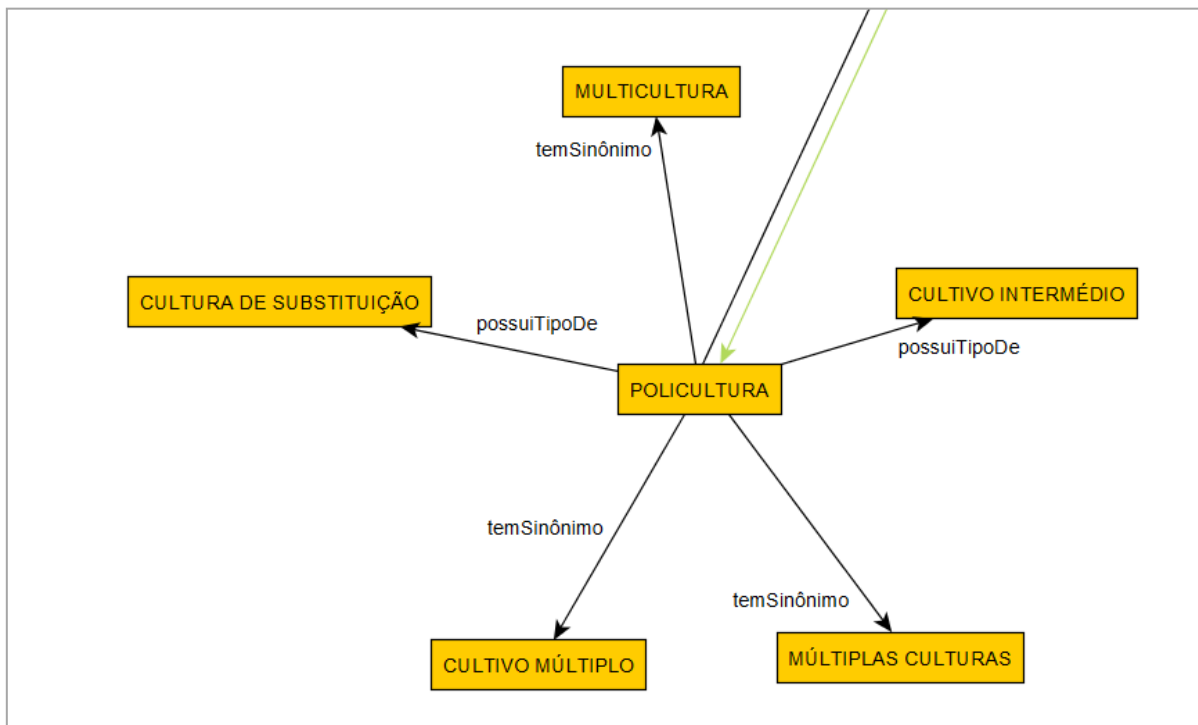 MULTICULTURA
temSinônimo
CULTURA DE SUBSTITUIÇÃO
CULTIVO INTERMÉDIO
possuiTipoDe
possuiTipoDe
POLICULTURA
temSinônimo
temSinônimo
CULTIVO MÚLTIPLO
MÚLTIPLAS CULTURAS